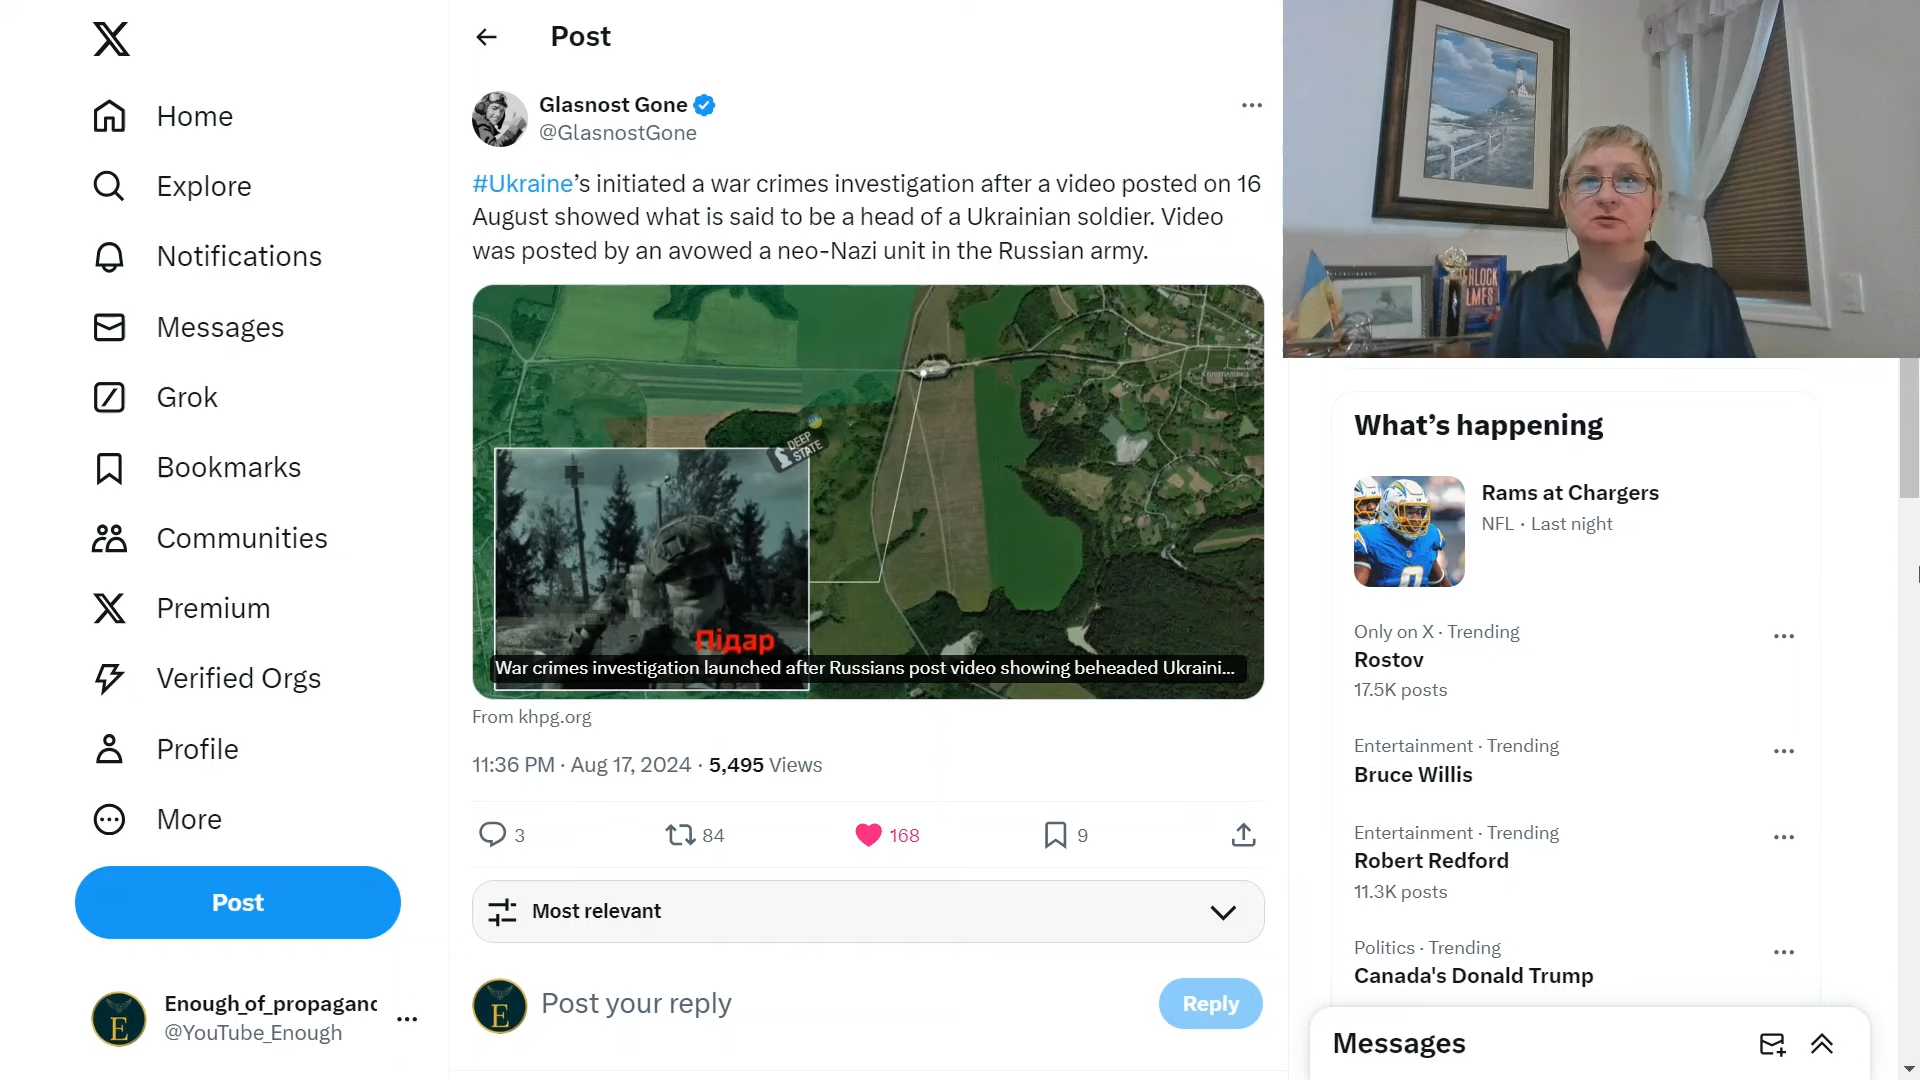 Home
Explore
Notifications
Messages
Grok
Bookmarks
Communities
Premium
Verified Orgs
Profile
More
Post
Enough_of_propagand
@YouTube_Enough
Post
Glasnost Gone
@GlasnostGone
#Ukraine’s initiated a war crimes investigation after a video posted on 16
August showed what is said to be a head of a Ukrainian soldier. Video
was posted by an avowed a neo-Nazi unit in the Russian army.
DEEP
STATE
Підар
War crimes investigation launched after Russians post video showing beheaded Ukraini...
From khpg.org
11:36 PM · Aug 17, 2024 · 5,495 Views
3
84
168
9
Most relevant
E
Post your reply
Reply
What’s happening
Rams at Chargers
NFL · Last night
Only on X · Trending
Rostov
17.5K posts
Entertainment · Trending
Bruce Willis
Entertainment · Trending
Robert Redford
11.3K posts
Politics · Trending
Canada's Donald Trump
Messages
E